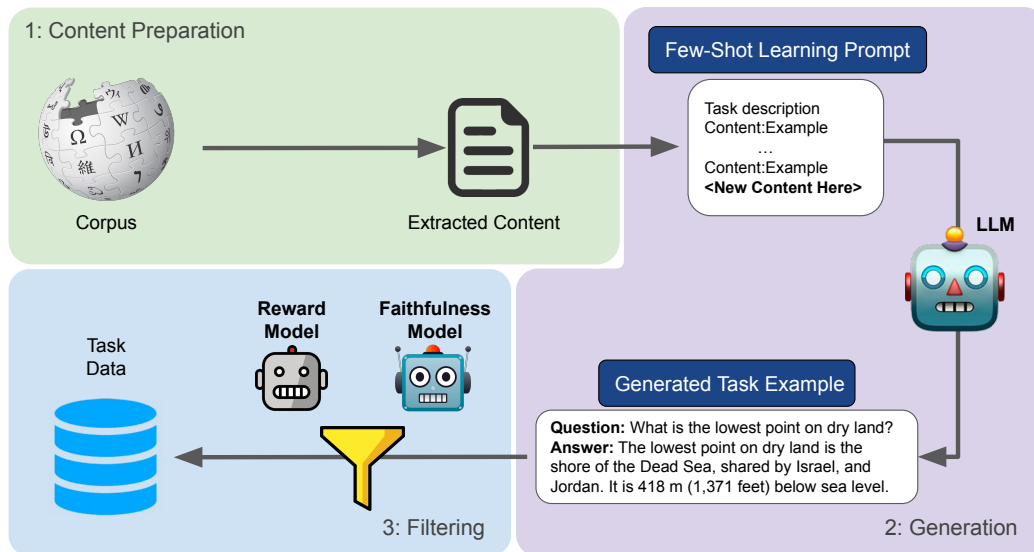 1: Content Preparation
Corpus
Extracted Content
Few-Shot Learning Prompt
Task description
Content:Example
...
Content:Example
<New Content Here>
LLM
Generated Task Example
Question: What is the lowest point on dry land?
Answer: The lowest point on dry land is the
shore of the Dead Sea, shared by Israel, and
Jordan. It is 418 m (1,371 feet) below sea level.
2: Generation
Reward
Model
Faithfulness
Model
Task
Data
3: Filtering
Ω
W
維
И